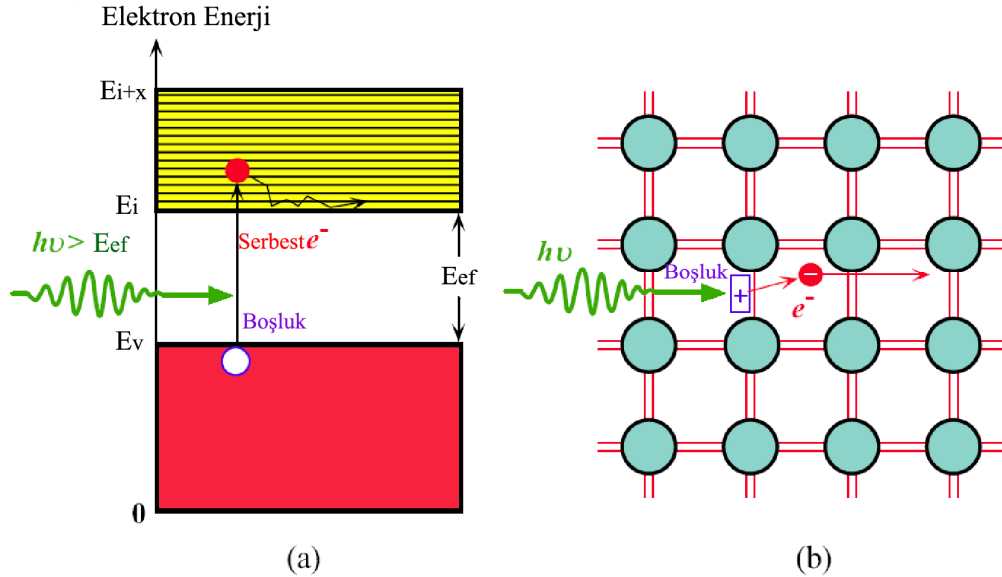 Elektron Enerji
Ei+x
Ei
hυ> Eef
Serbest e⁻
Eef
Boşluk
Ev
0
(a)
hυ
Boşluk
+
−
e⁻
(b)